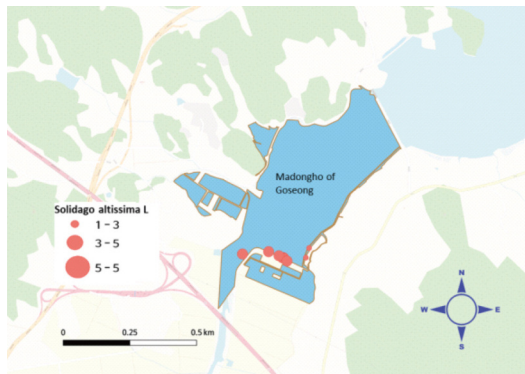 Madongho of
Goseong
Solidago altissima L
1 – 3
3 – 5
5 – 5
N
W
E
S
0
0.25
0.5 km